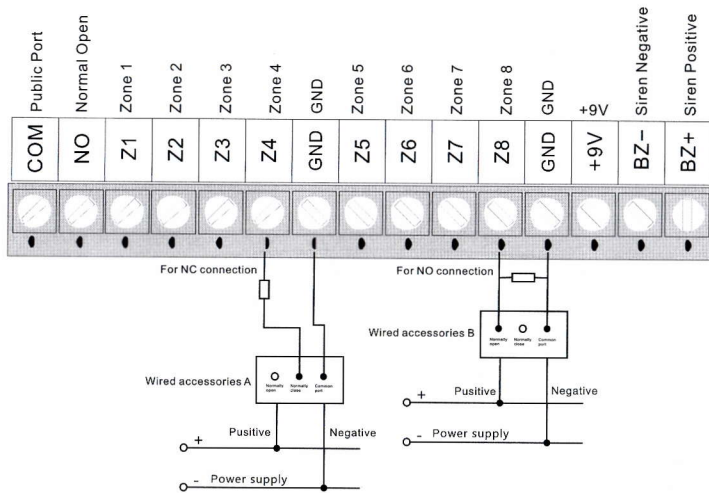 Public Port
Normal Open
Zone 1
Zone 2
Zone 3
Zone 4
GND
Zone 5
Zone 6
Zone 7
Zone 8
GND
+9V
Siren Negative
Siren Positive
COM
NO
Z1
Z2
Z3
Z4
GND
Z5
Z6
Z7
Z8
GND
+9V
BZ-
BZ+
For NC connection
For NO connection
Wired accessories B
Normally open
Normally close
Common port
Wired accessories A
Normally open
Normally class
Common port
+
Pusitive
Negative
- Power supply
+
Pusitive
Negative
- Power supply